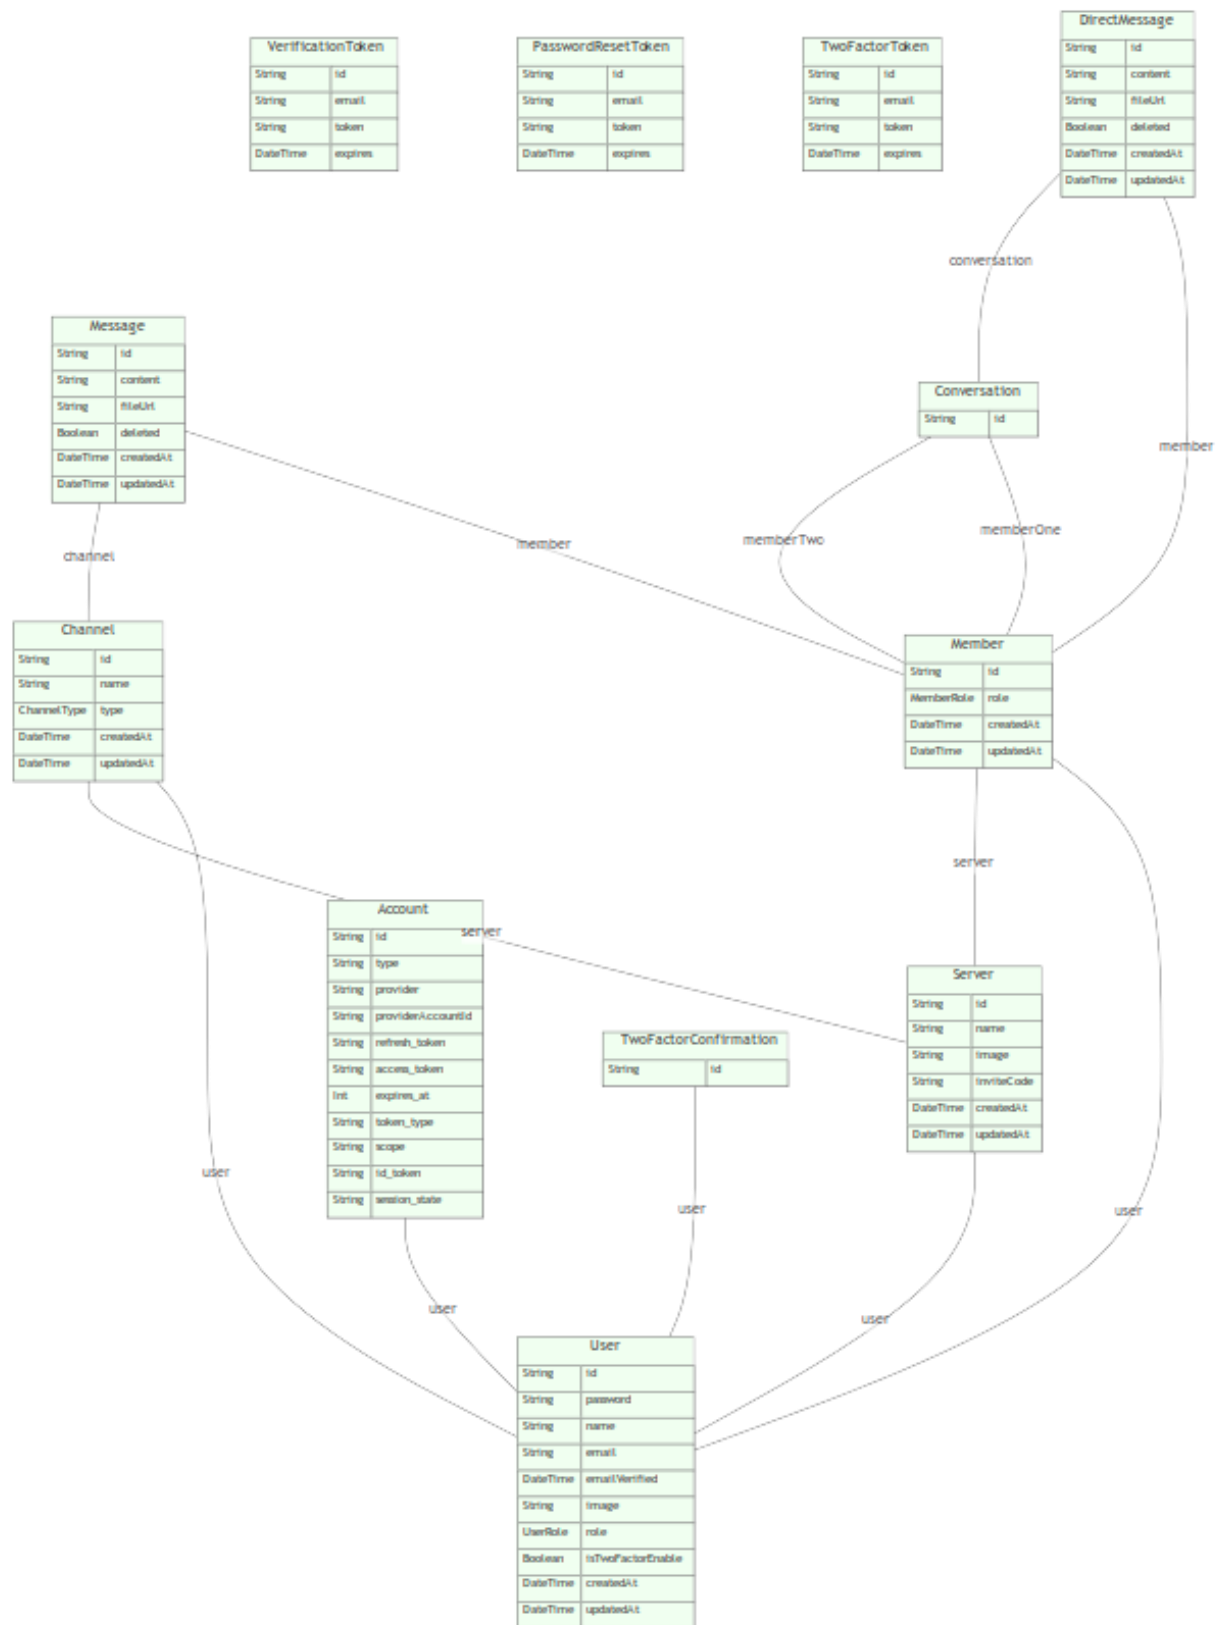 VerificationToken
String id
String email
String token
DateTime expires
PasswordResetToken
String id
String email
String token
DateTime expires
TwoFactorToken
String id
String email
String token
DateTime expires
DirectMessage
String id
String content
String fileUrl
Boolean deleted
DateTime createdAt
DateTime updatedAt
conversation
member
Message
String id
String content
String fileUrl
Boolean deleted
DateTime createdAt
DateTime updatedAt
Conversation
String id
channel
member
memberTwo
memberOne
Channel
String id
String name
ChannelType type
DateTime createdAt
DateTime updatedAt
Member
String id
MemberRole role
DateTime createdAt
DateTime updatedAt
server
Account
String id
String type
String provider
String providerAccountId
String refresh_token
String access_token
Int expires_at
String token_type
String scope
String id_token
String session_state
server
Server
String id
String name
String image
String inviteCode
DateTime createdAt
DateTime updatedAt
TwoFactorConfirmation
String id
user
user
user
user
user
User
String id
String password
String name
String email
DateTime emailVerified
String image
UserRole role
Boolean isTwoFactorEnable
DateTime createdAt
DateTime updatedAt